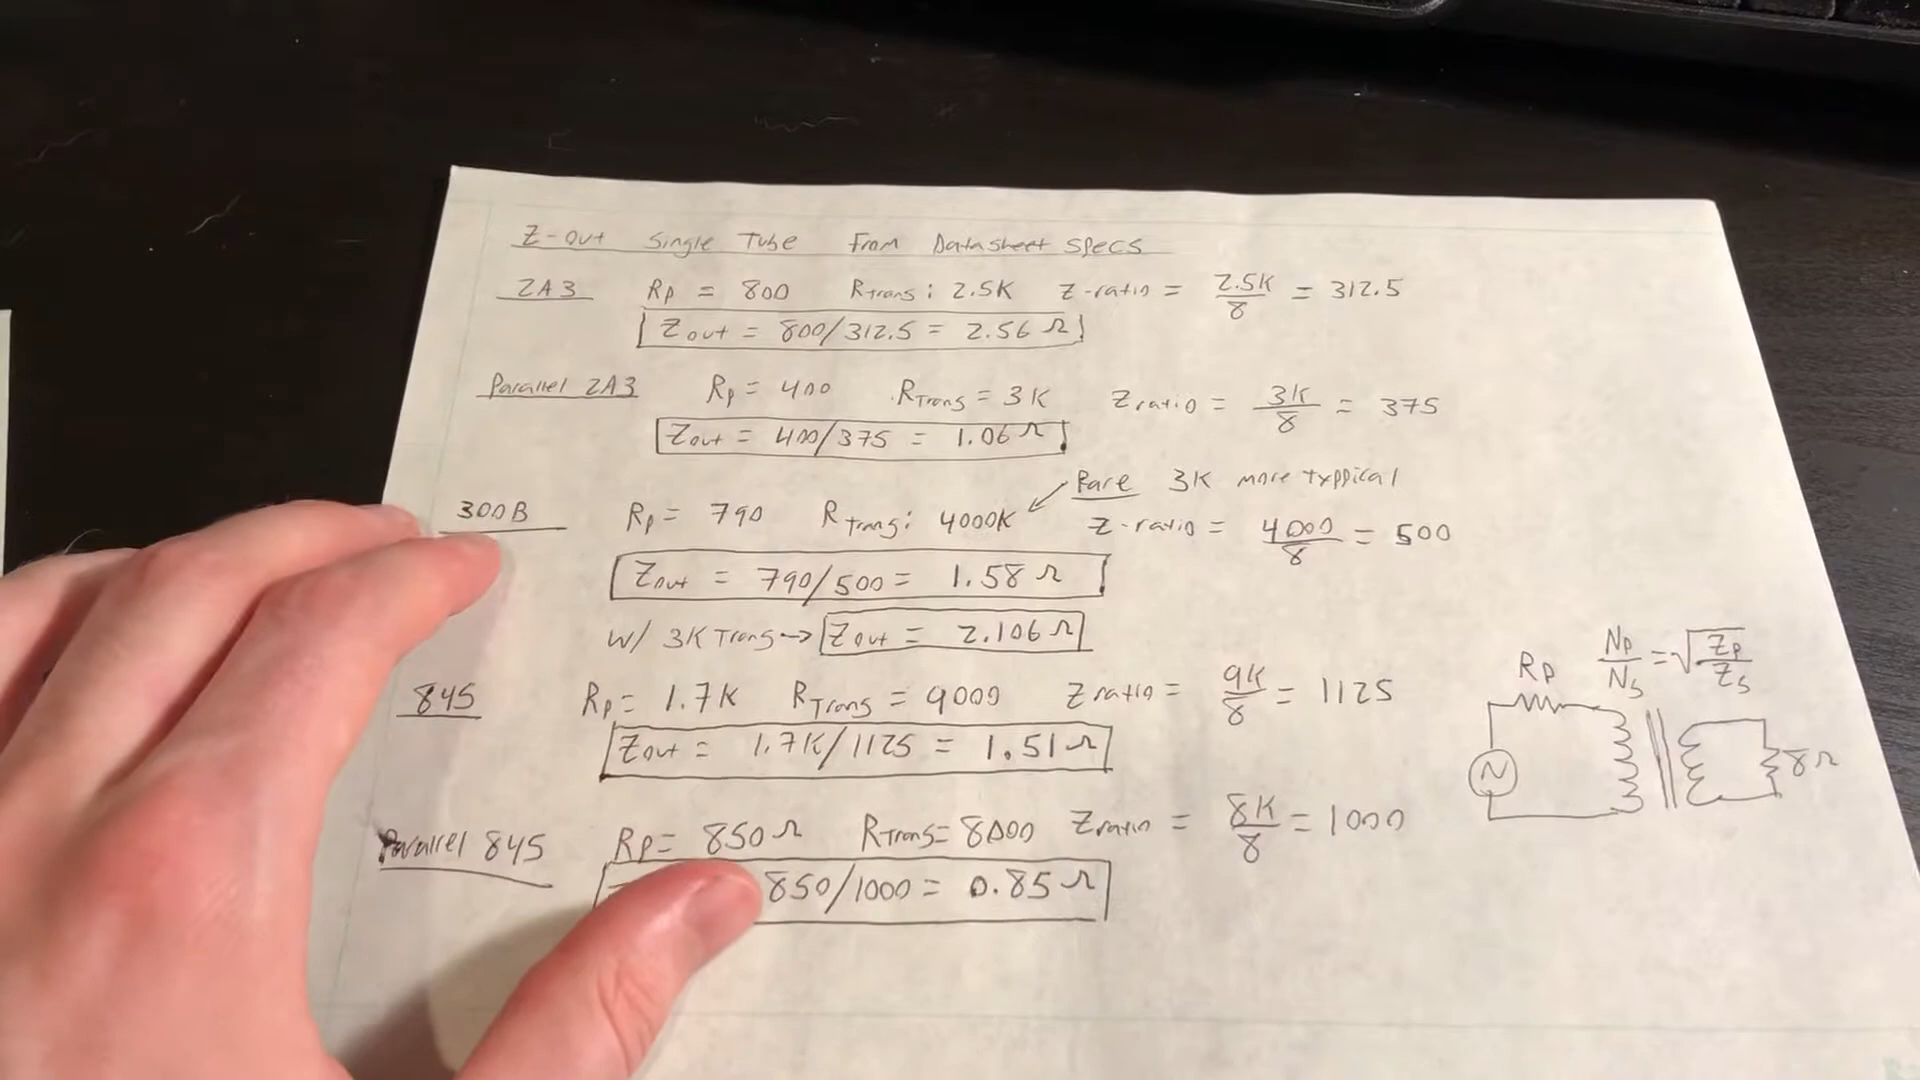 Z-out Single Tube From Datasheet Specs
2A3 Rp = 800 RTrans: 2.5K Z-ratio = 2.5K/8 = 312.5
Zout = 800/312.5 = 2.56 Ω
Parallel 2A3 Rp = 400 RTrans = 3K Zratio = 3K/8 = 375
Zout = 400/375 = 1.06 Ω
Rare 3K more typpical
300B Rp = 790 RTrans: 4000K Z-ratio = 4000/8 = 500
Zout = 790/500 = 1.58 Ω
W/ 3K Trans → Zout = 2.106 Ω
845 Rp = 1.7K RTrans = 9000 Zratio = 9K/8 = 1125
Zout = 1.7K/1125 = 1.51 Ω
Parallel 845 Rp = 850 Ω RTrans = 8000 Zratio = 8K/8 = 1000
850/1000 = 0.85 Ω
Rp Np/Ns = √Zp/Zs
8 Ω